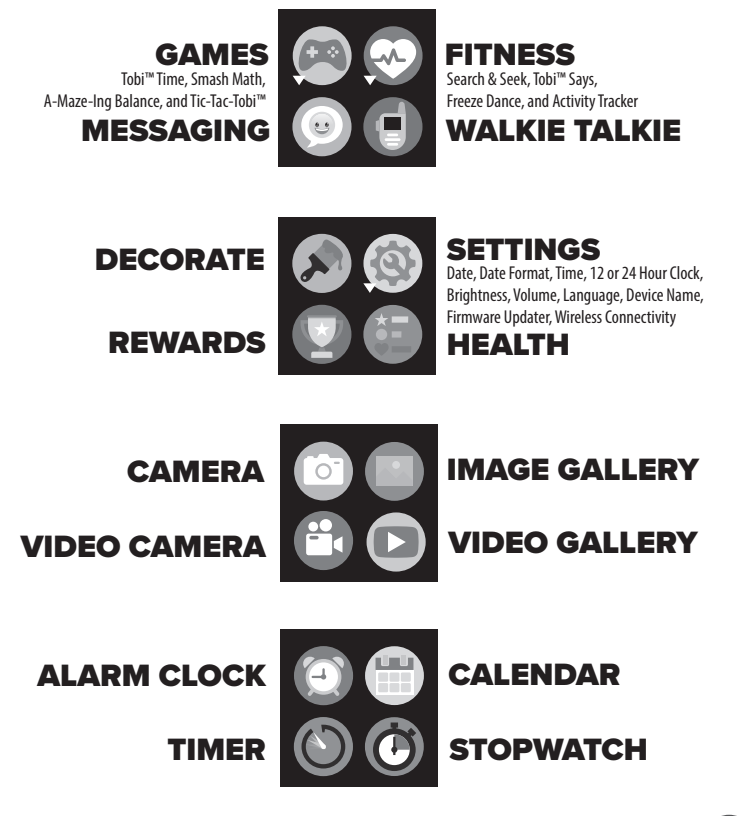 GAMES
Tobi™ Time, Smash Math,
A-Maze-Ing Balance, and Tic-Tac-Tobi™
MESSAGING
FITNESS
Search & Seek, Tobi™ Says,
Freeze Dance, and Activity Tracker
WALKIE TALKIE
DECORATE
REWARDS
SETTINGS
Date, Date Format, Time, 12 or 24 Hour Clock,
Brightness, Volume, Language, Device Name,
Firmware Updater, Wireless Connectivity
HEALTH
CAMERA
VIDEO CAMERA
IMAGE GALLERY
VIDEO GALLERY
ALARM CLOCK
TIMER
CALENDAR
STOPWATCH